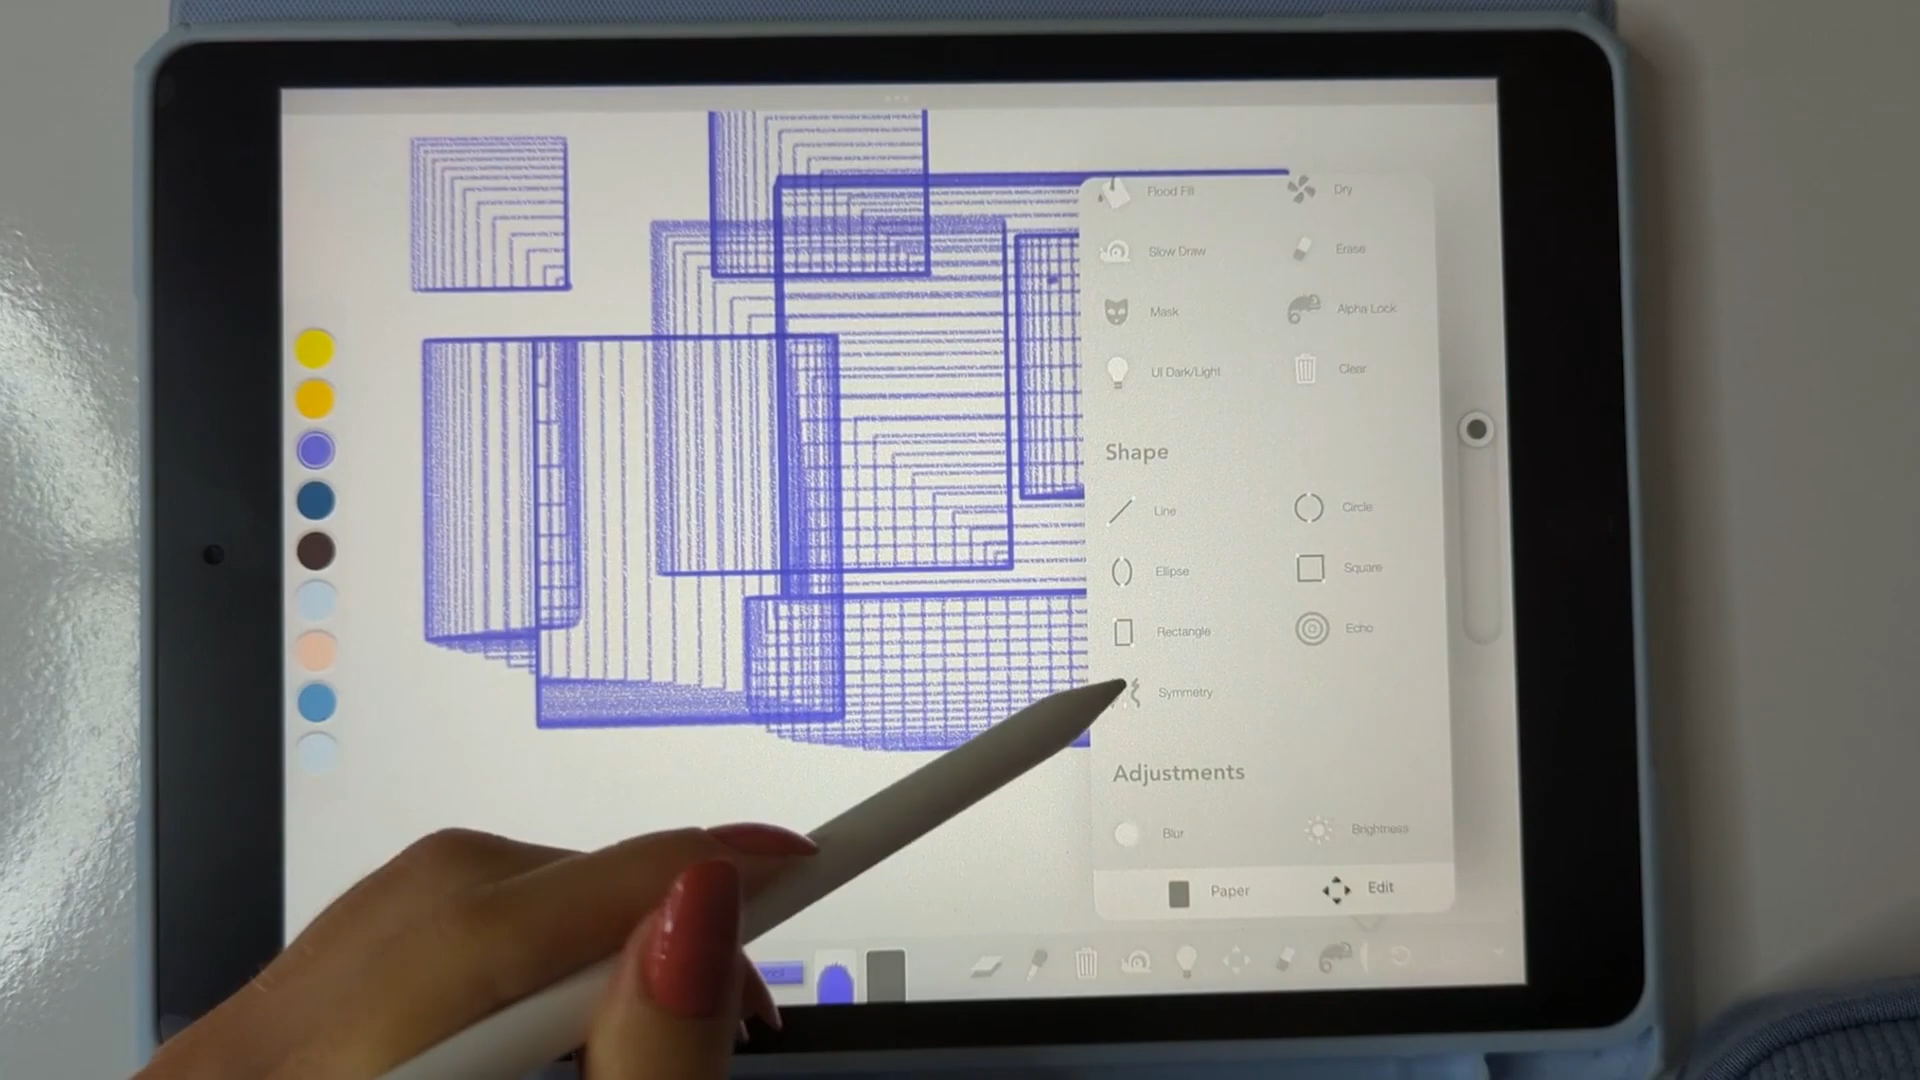 Flood Fill Dry
Slow Draw Erase
Mask Alpha Lock
UI Dark/Light Clear
Shape
Line Circle
Ellipse Square
Rectangle Echo
Symmetry
Adjustments
Blur Brightness
Paper Edit